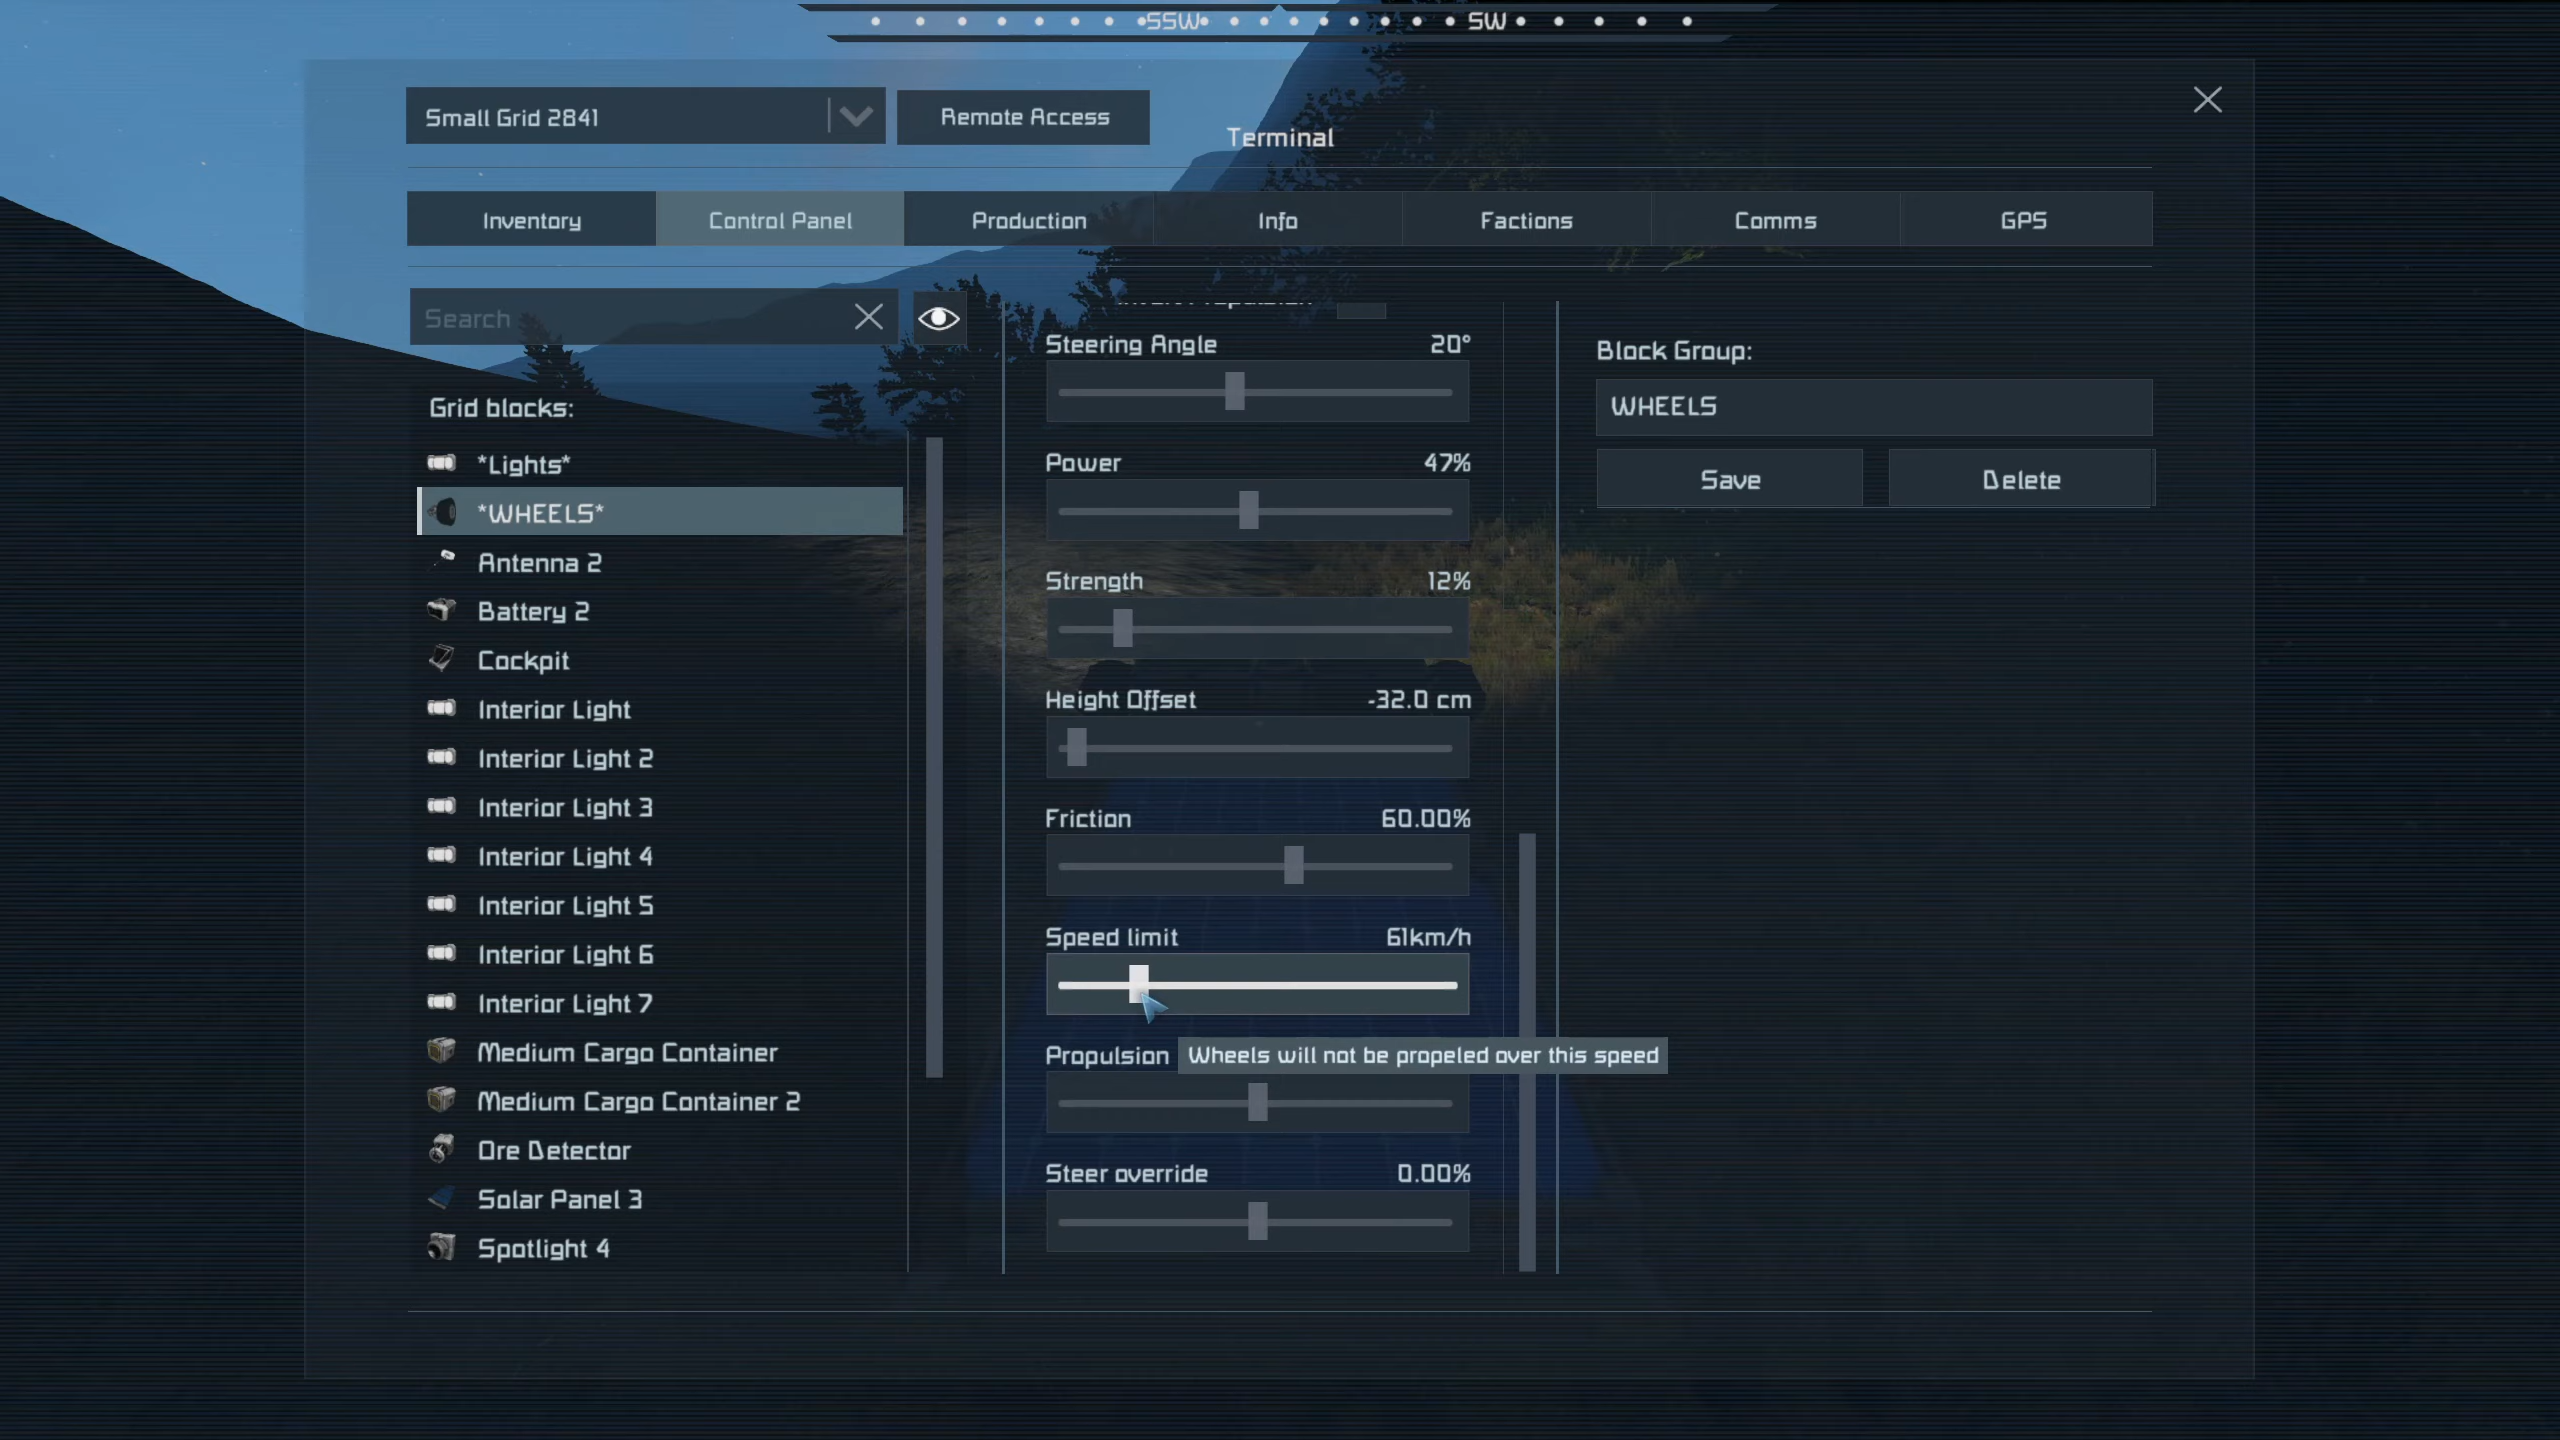 SSW SW
Small Grid 2841
Remote Access
Terminal
Inventory
Control Panel
Production
Info
Factions
Comms
GPS
Search
Grid blocks:
*Lights*
*WHEELS*
Antenna 2
Battery 2
Cockpit
Interior Light
Interior Light 2
Interior Light 3
Interior Light 4
Interior Light 5
Interior Light 6
Interior Light 7
Medium Cargo Container
Medium Cargo Container 2
Ore Detector
Solar Panel 3
Spotlight 4
Steering Angle 20°
Power 47%
Strength 12%
Height Offset -32.0 cm
Friction 60.00%
Speed limit 61km/h
Propulsion
Wheels will not be propeled over this speed
Steer override 0.00%
Block Group:
WHEELS
Save
Delete